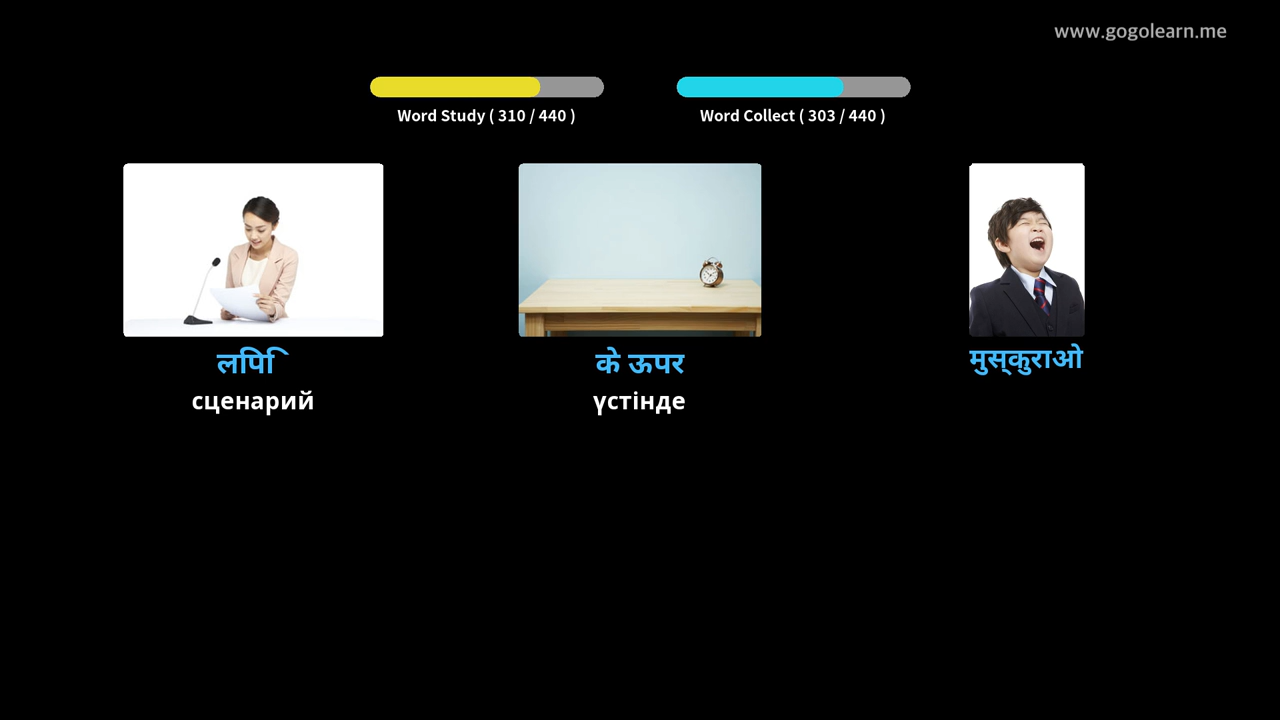 www.gogolearn.me
Word Study ( 310 / 440 )
Word Collect ( 303 / 440 )
लिपि
сценарий
के ऊपर
үстінде
मुस्कुराओ